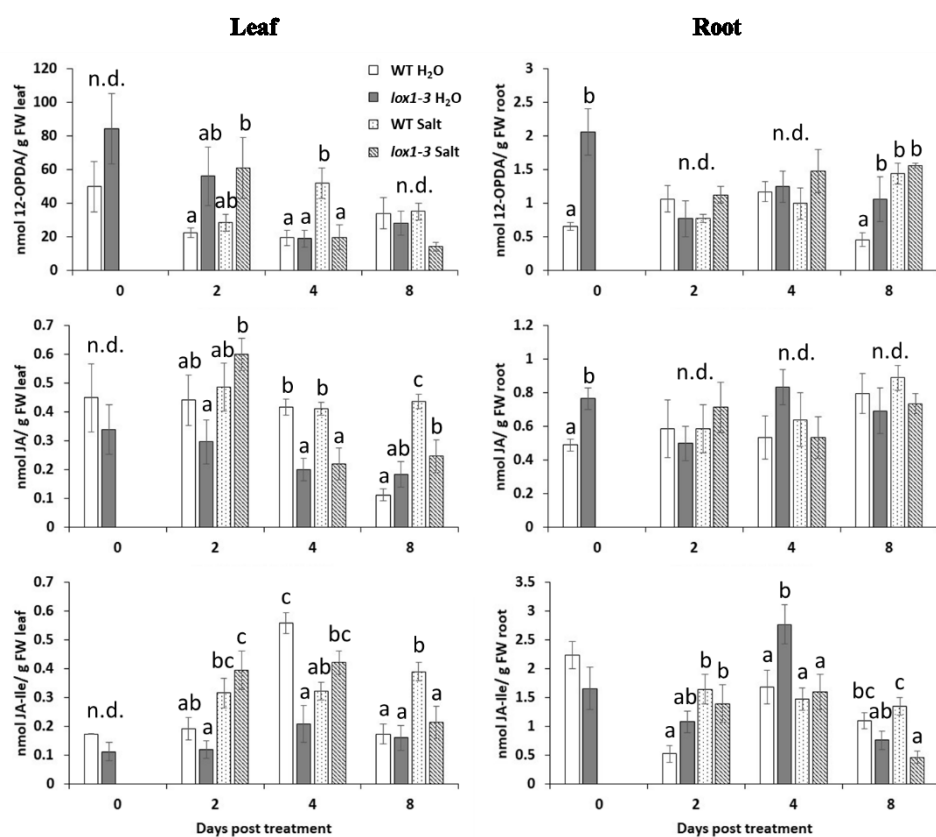 Leaf
Root
nmol 12-OPDA/ g FW leaf
120
100
80
60
40
20
0
n.d.
a
ab
ab
b
a
a
b
a
n.d.
WT H₂O
lox1-3 H₂O
WT Salt
lox1-3 Salt
0
2
4
8
nmol 12-OPDA/ g FW root
3
2.5
2
1.5
1
0.5
0
a
b
n.d.
n.d.
a
b
b
b
0
2
4
8
nmol JA/ g FW leaf
0.7
0.6
0.5
0.4
0.3
0.2
0.1
0
n.d.
ab
a
ab
b
b
a
b
a
a
ab
c
b
0
2
4
8
nmol JA/ g FW root
1.2
1
0.8
0.6
0.4
0.2
0
a
b
n.d.
n.d.
n.d.
0
2
4
8
nmol JA-Ile/ g FW leaf
0.7
0.6
0.5
0.4
0.3
0.2
0.1
0
n.d.
ab
a
bc
c
c
a
ab
bc
a
a
b
a
0
2
4
8
Days post treatment
nmol JA-Ile/ g FW root
3.5
3
2.5
2
1.5
1
0.5
0
a
ab
b
b
a
b
a
a
bc
ab
c
a
0
2
4
8
Days post treatment